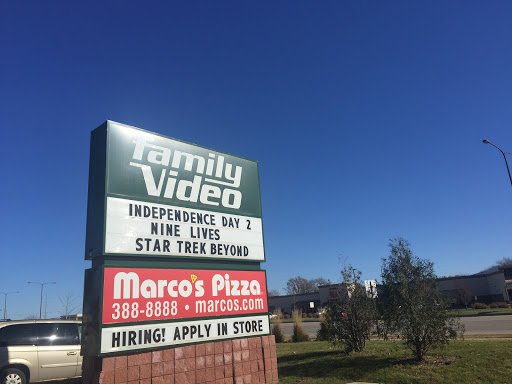 family
Video
INDEPENDENCE DAY 2
NINE LIVES
STAR TREK BEYOND
Marco's Pizza
388-8888 • marcos.com
HIRING! APPLY IN STORE